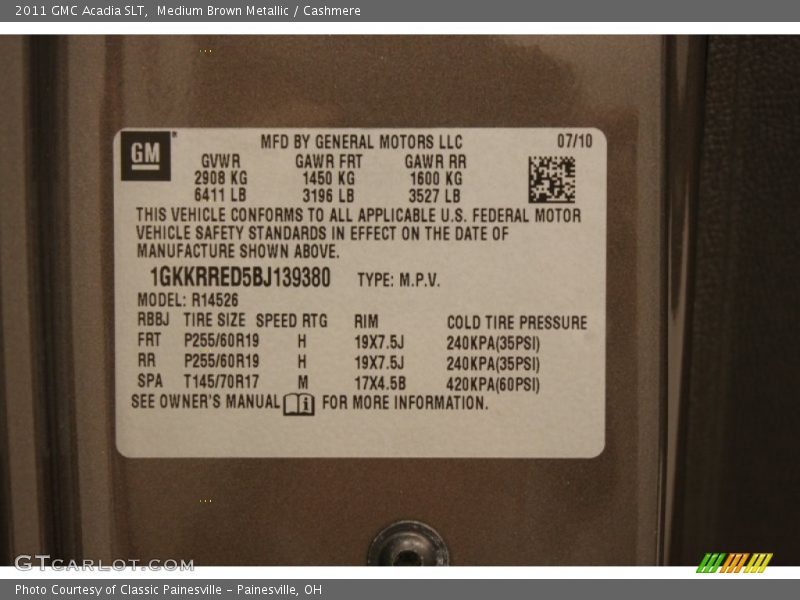 2011 GMC Acadia SLT,  Medium Brown Metallic / Cashmere
GM MFD BY GENERAL MOTORS LLC 07/10
GVWR GAWR FRT GAWR RR
2908 KG 1450 KG 1600 KG
6411 LB 3196 LB 3527 LB
THIS VEHICLE CONFORMS TO ALL APPLICABLE U.S. FEDERAL MOTOR
VEHICLE SAFETY STANDARDS IN EFFECT ON THE DATE OF
MANUFACTURE SHOWN ABOVE.
1GKKRRED5BJ139380 TYPE: M.P.V.
MODEL: R14526
RBBJ TIRE SIZE SPEED RTG RIM COLD TIRE PRESSURE
FRT P255/60R19 H 19X7.5J 240KPA(35PSI)
RR P255/60R19 H 19X7.5J 240KPA(35PSI)
SPA T145/70R17 M 17X4.5B 420KPA(60PSI)
SEE OWNER'S MANUAL i FOR MORE INFORMATION.
GTCARLOT.COM
Photo Courtesy of Classic Painesville - Painesville, OH